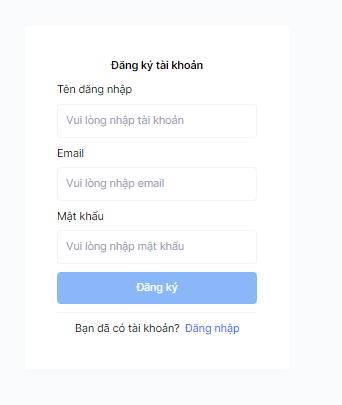 Đăng ký tài khoản
Tên đăng nhập
Vui lòng nhập tài khoản
Email
Vui lòng nhập email
Mật khẩu
Vui lòng nhập mật khẩu
Đăng ký
Bạn đã có tài khoản? Đăng nhập